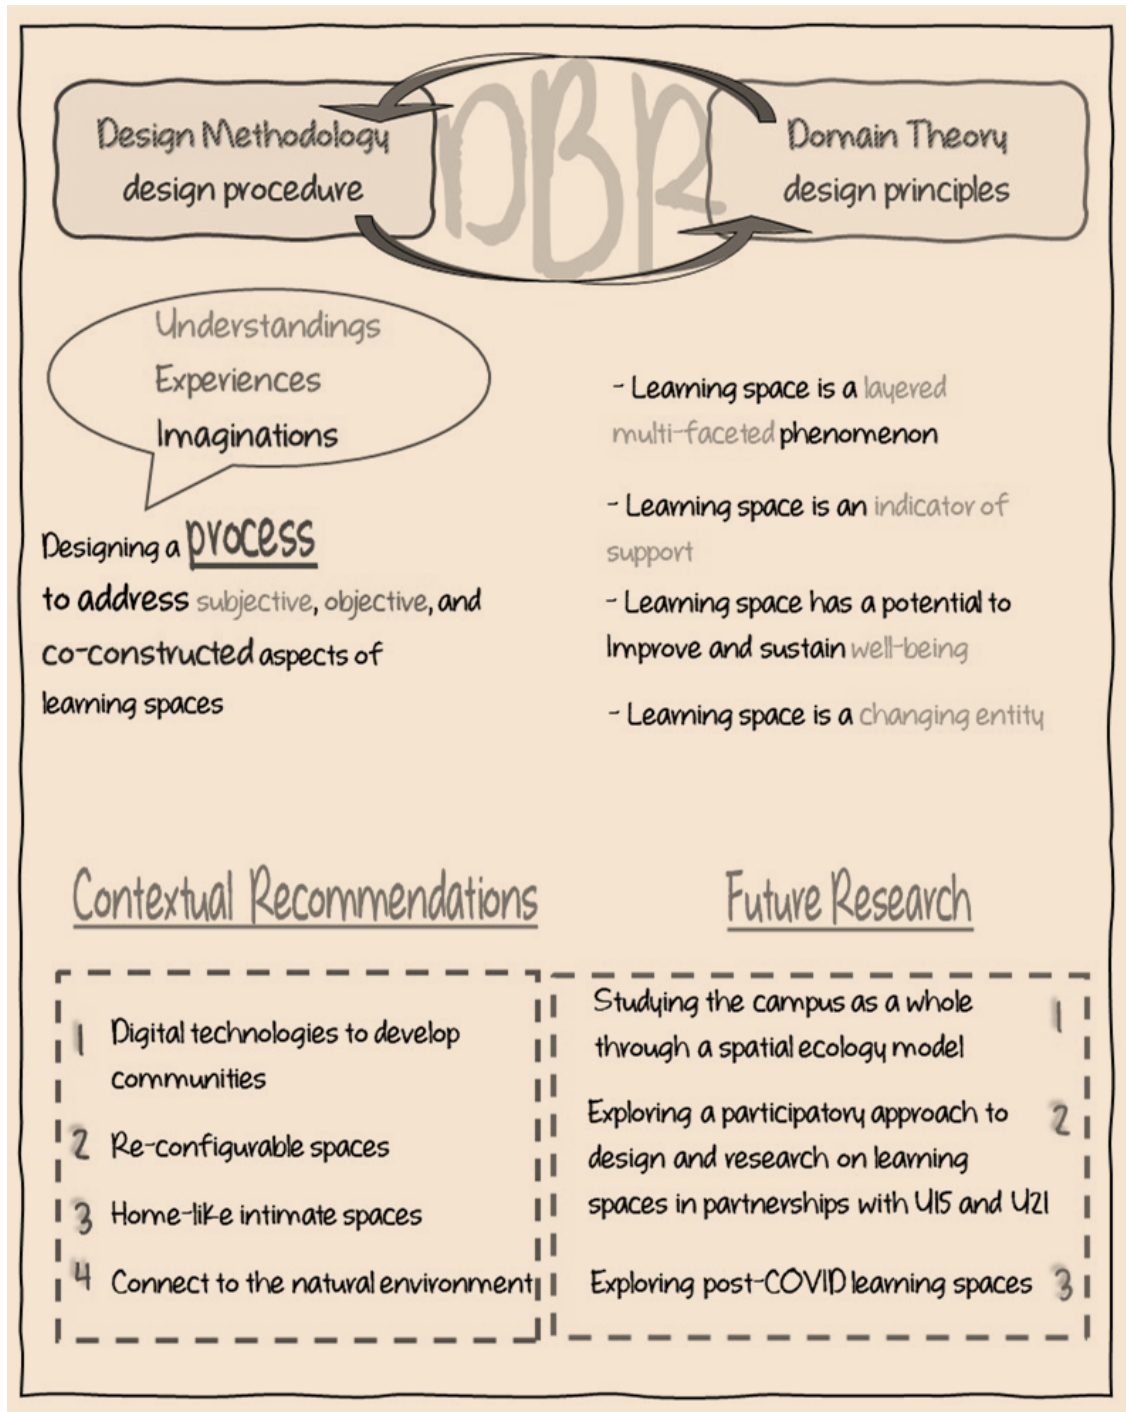 DBR
Design Methodology
design procedure
Domain Theory
design principles
Understandings
Experiences
Imaginations
Designing a process
to address subjective, objective, and
co-constructed aspects of
learning spaces
- Learning space is a layered
multi-faceted phenomenon
- Learning space is an indicator of
support
- Learning space has a potential to
Improve and sustain well-being
- Learning space is a changing entity
Contextual Recommendations
1 Digital technologies to develop
communities
2 Re-configurable spaces
3 Home-like intimate spaces
4 Connect to the natural environment
Future Research
Studying the campus as a whole 1
through a spatial ecology model
Exploring a participatory approach to 2
design and research on learning
spaces in partnerships with U15 and U21
Exploring post-COVID learning spaces 3